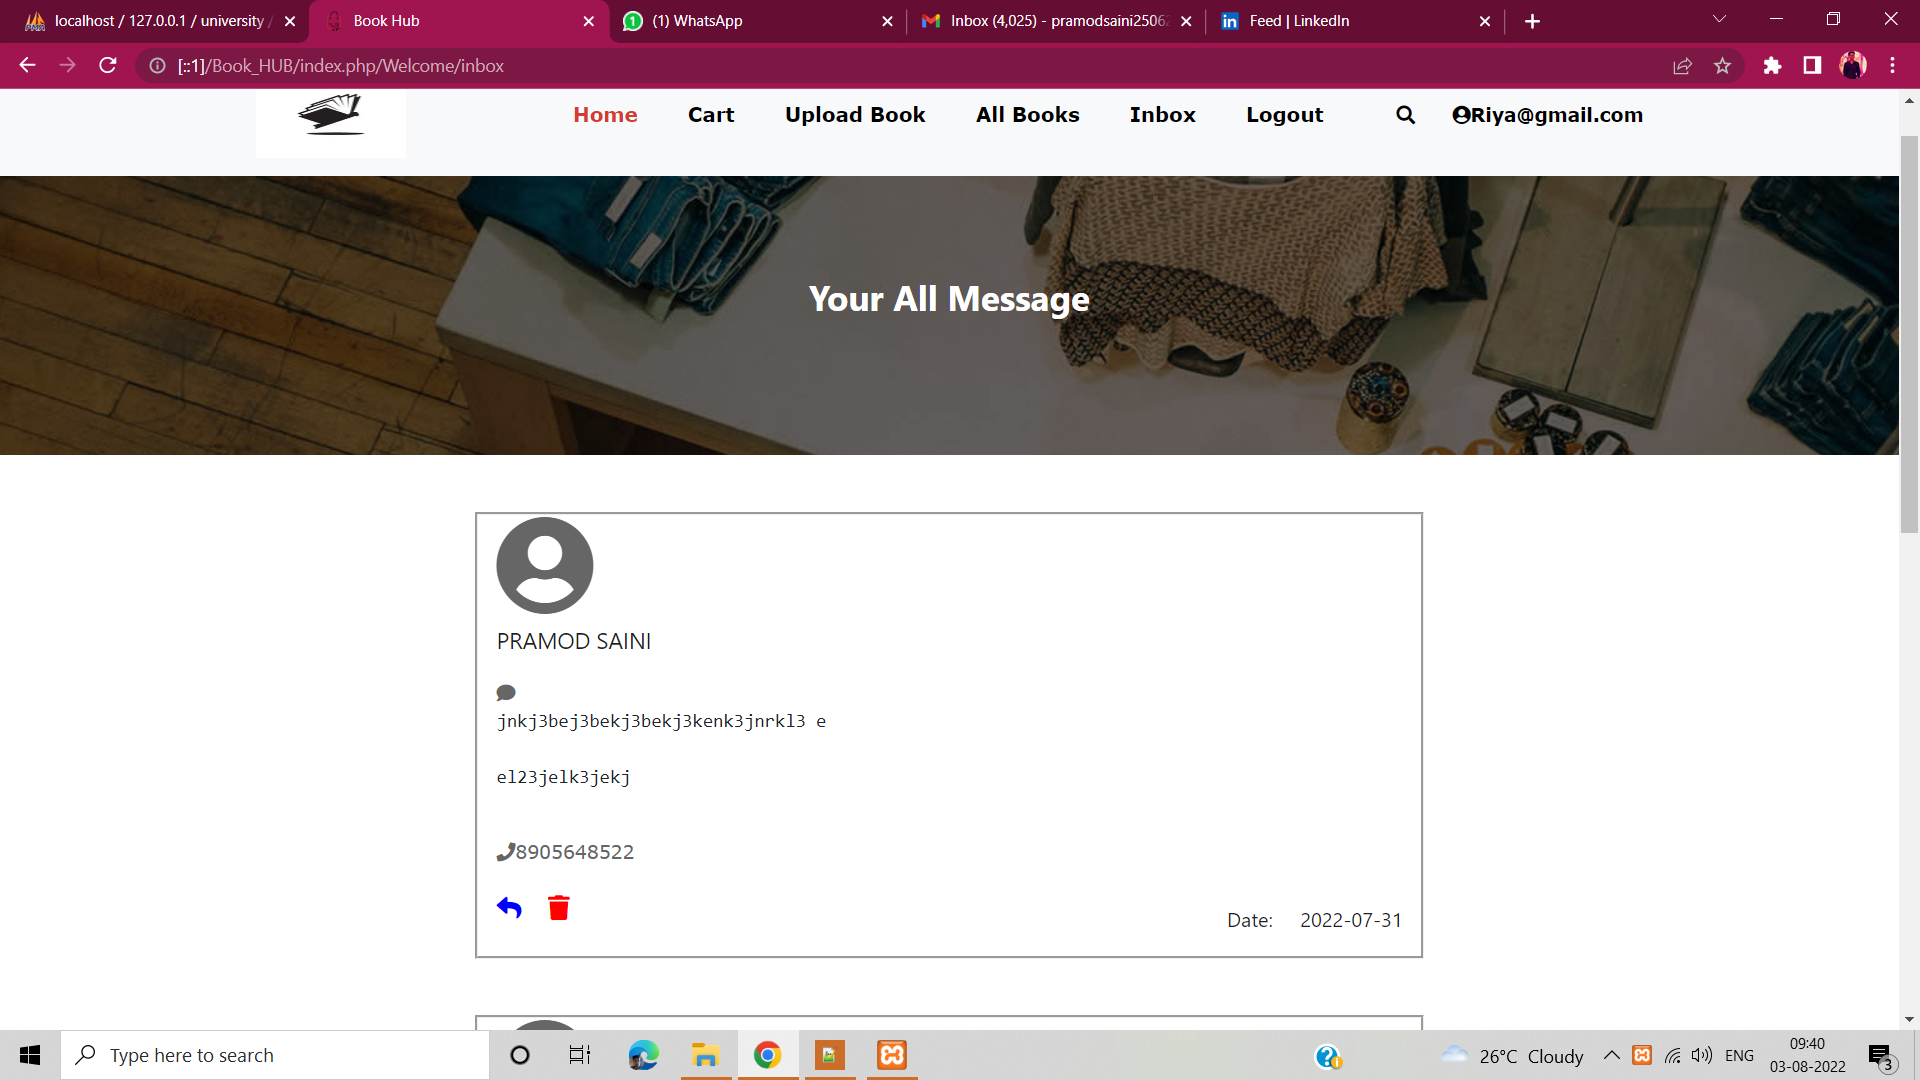 localhost / 127.0.0.1 / university /
Book Hub
(1) WhatsApp
Inbox (4,025) - pramodsaini2506
Feed | LinkedIn
[::1]/Book_HUB/index.php/Welcome/inbox
Home
Cart
Upload Book
All Books
Inbox
Logout
Riya@gmail.com
Your All Message
PRAMOD SAINI
jnkj3bej3bekj3bekj3kenk3jnrkl3 e
el23jelk3jekj
8905648522
Date: 2022-07-31
Type here to search
26°C Cloudy
ENG
09:40
03-08-2022
3